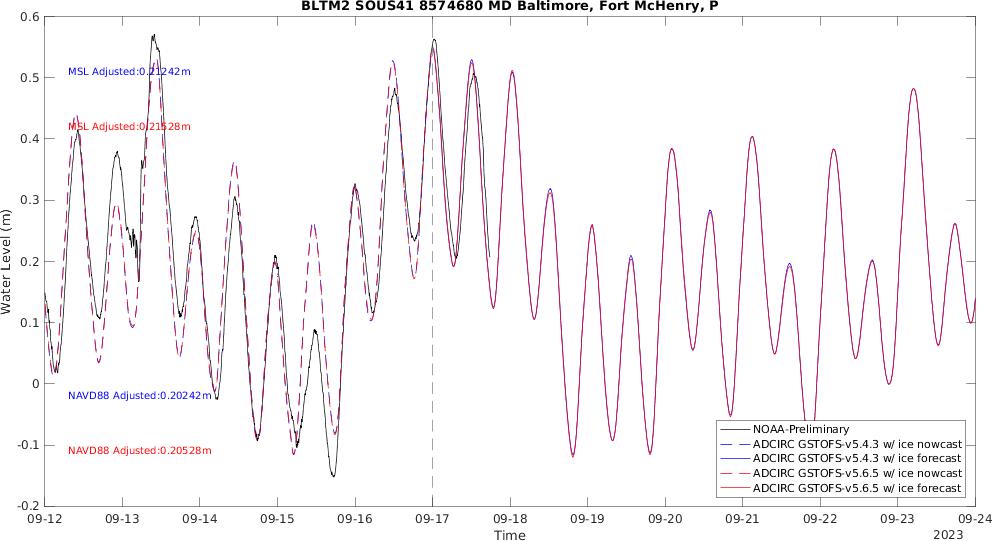 BLTM2 SOUS41 8574680 MD Baltimore, Fort McHenry, P
0.6
0.5
0.4
0.3
0.2
0.1
0
-0.1
-0.2
Water Level (m)
MSL Adjusted:0.21242m
MSL Adjusted:0.21528m
NAVD88 Adjusted:0.20242m
NAVD88 Adjusted:0.20528m
NOAA-Preliminary
ADCIRC GSTOFS-v5.4.3 w/ ice nowcast
ADCIRC GSTOFS-v5.4.3 w/ ice forecast
ADCIRC GSTOFS-v5.6.5 w/ ice nowcast
ADCIRC GSTOFS-v5.6.5 w/ ice forecast
09-12 09-13 09-14 09-15 09-16 09-17 09-18 09-19 09-20 09-21 09-22 09-23 09-24
Time
2023